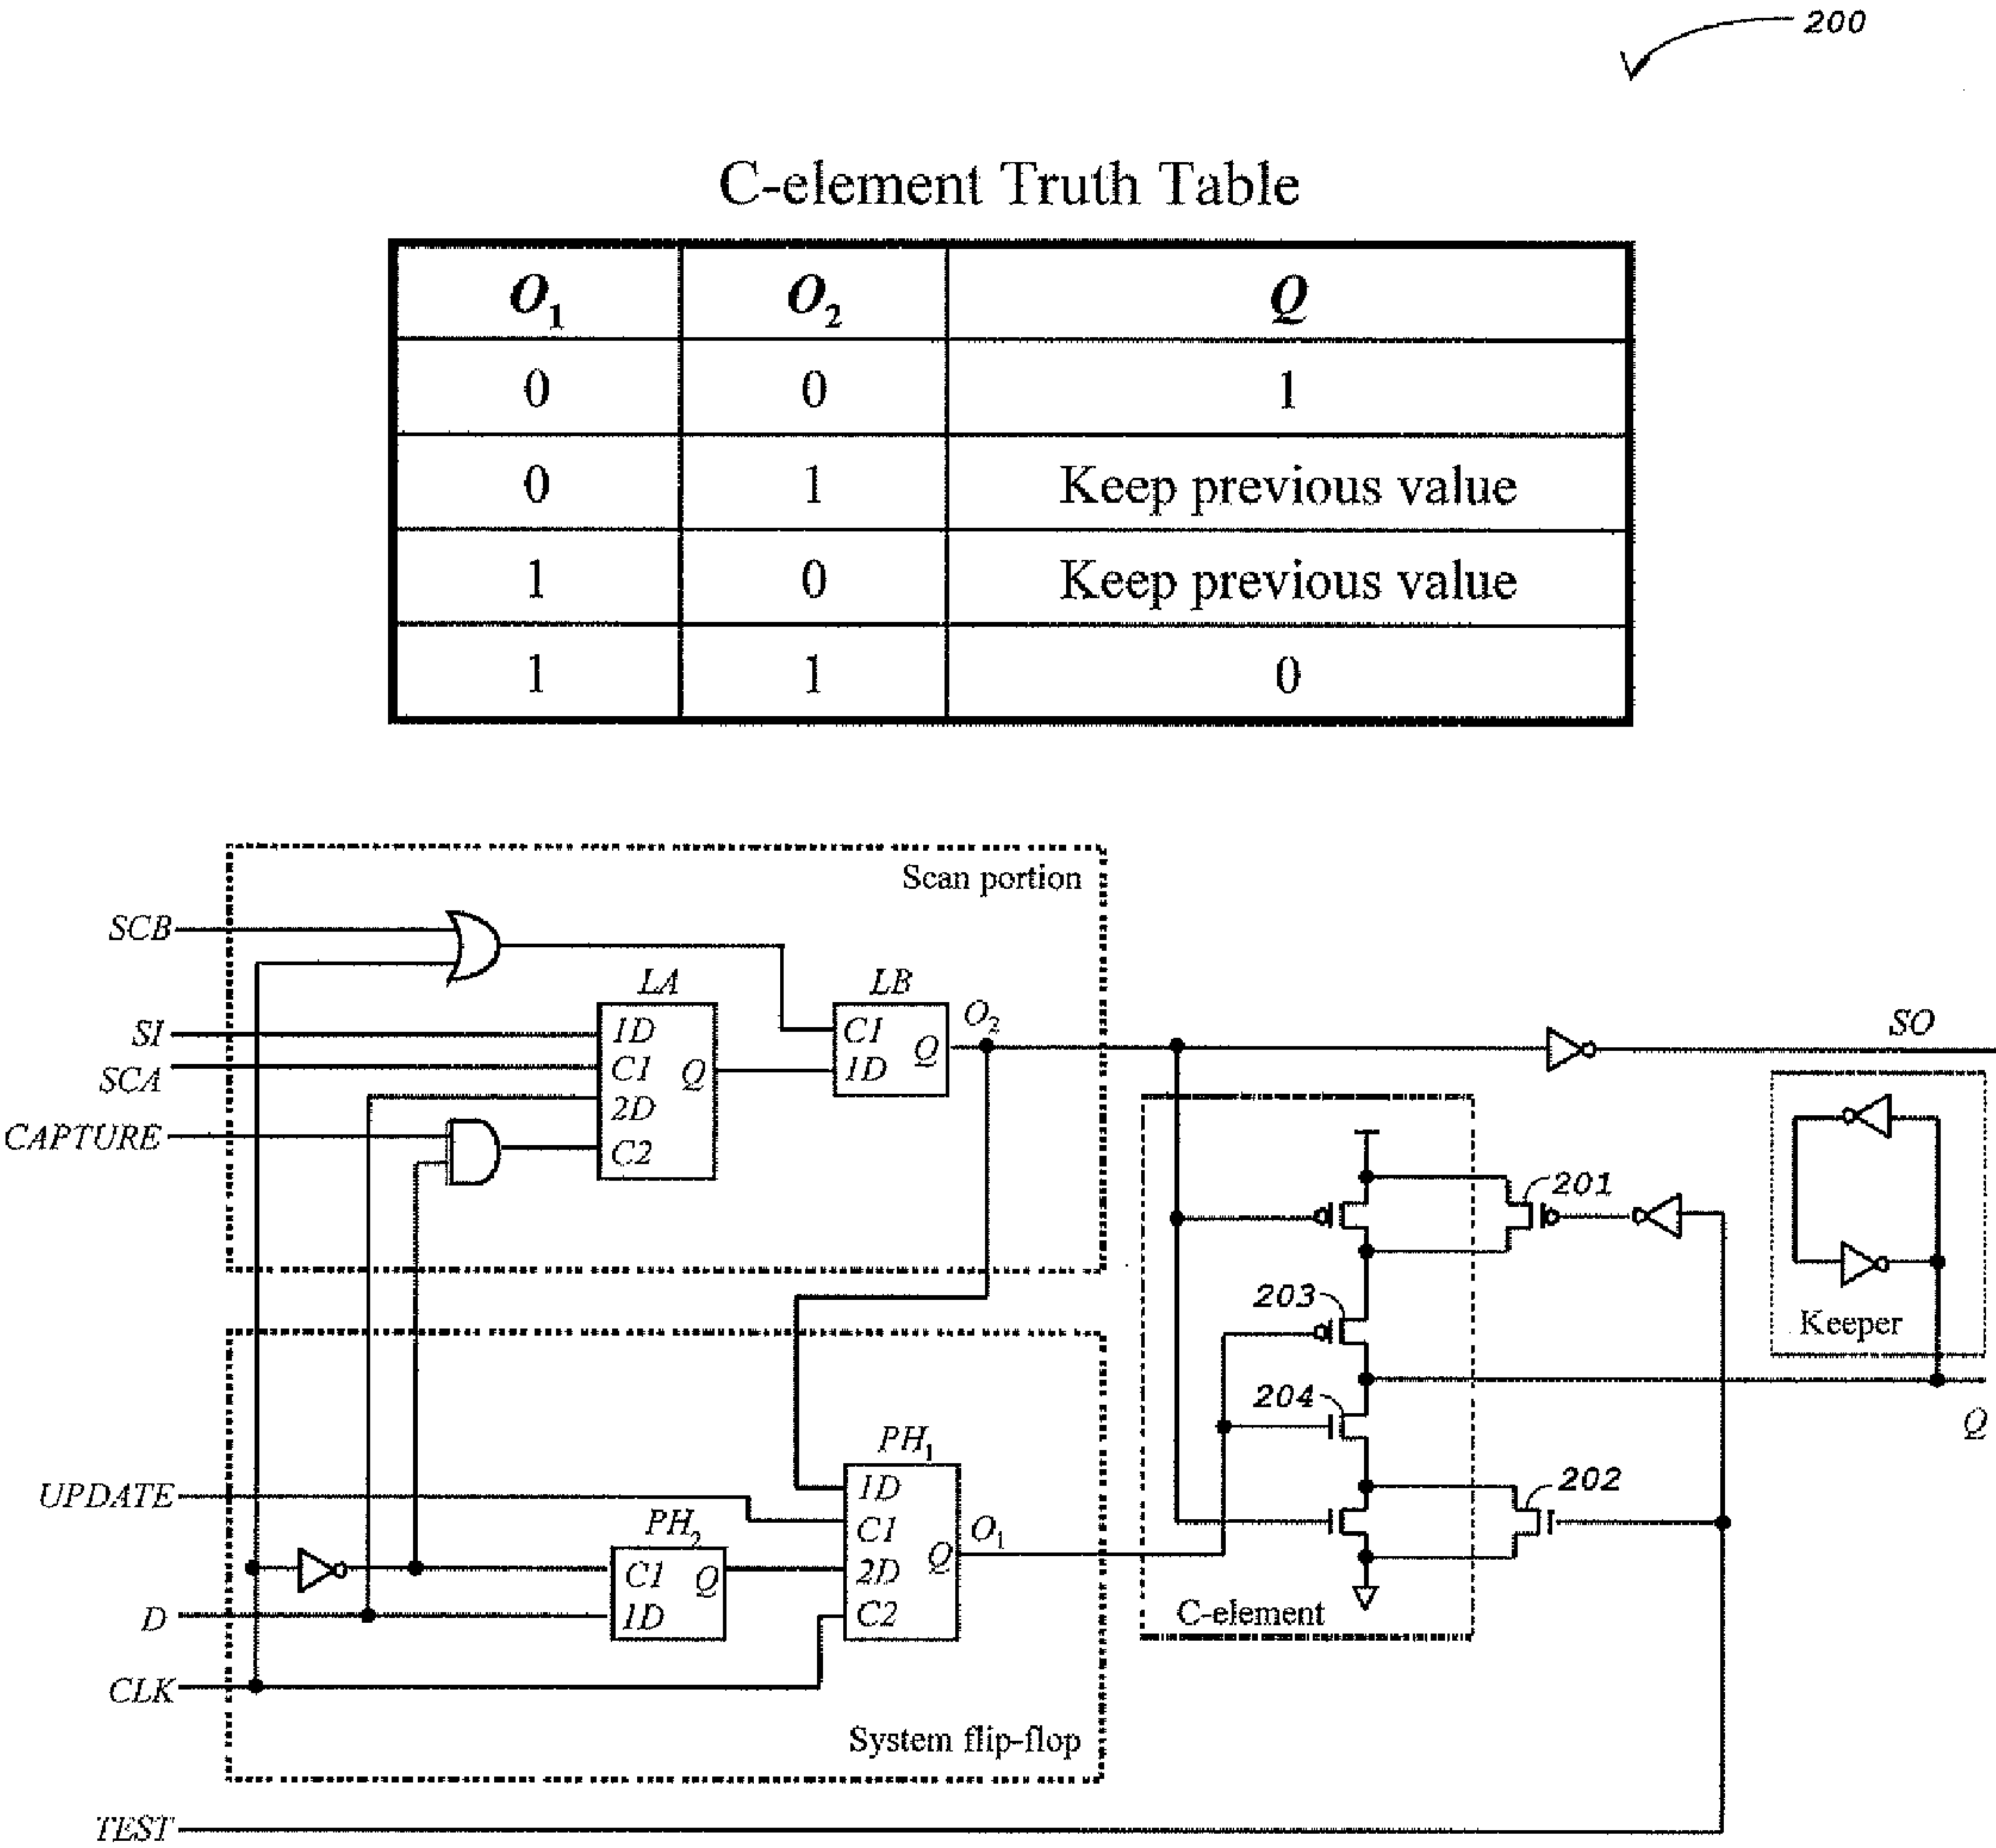 200
C-element Truth Table
O1 O2 Q
0 0 1
0 1 Keep previous value
1 0 Keep previous value
1 1 0
Scan portion
SCB
LA
LB
SI
1D
C1
O2
SO
SCA
C1
Q
1D
Q
2D
CAPTURE
C2
201
203
Keeper
204
Q
PH1
UPDATE
1D
202
PH2
C1
O1
C1
Q
2D
Q
D
1D
C2
C-element
CLK
System flip-flop
TEST